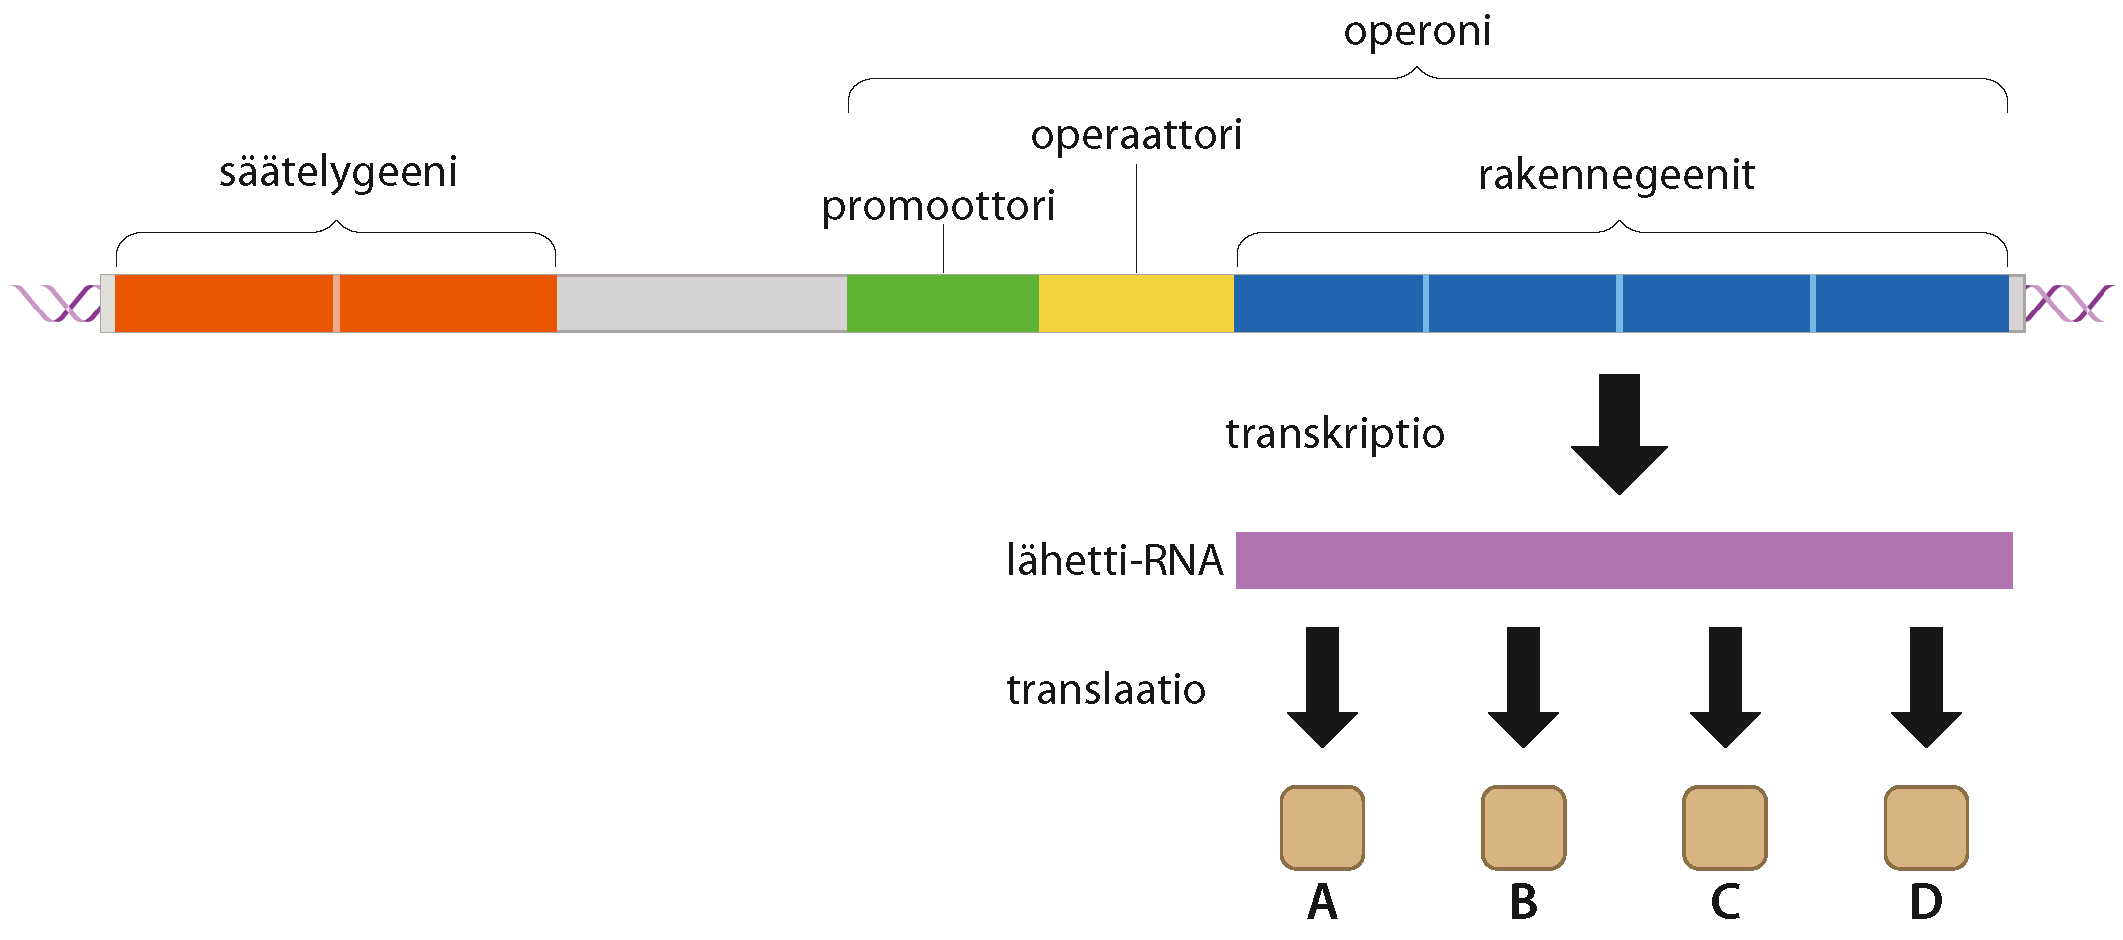 operoni
operaattori
säätelygeeni
rakennegeenit
promoottori
transkriptio
lähetti-RNA
translaatio
A B C D